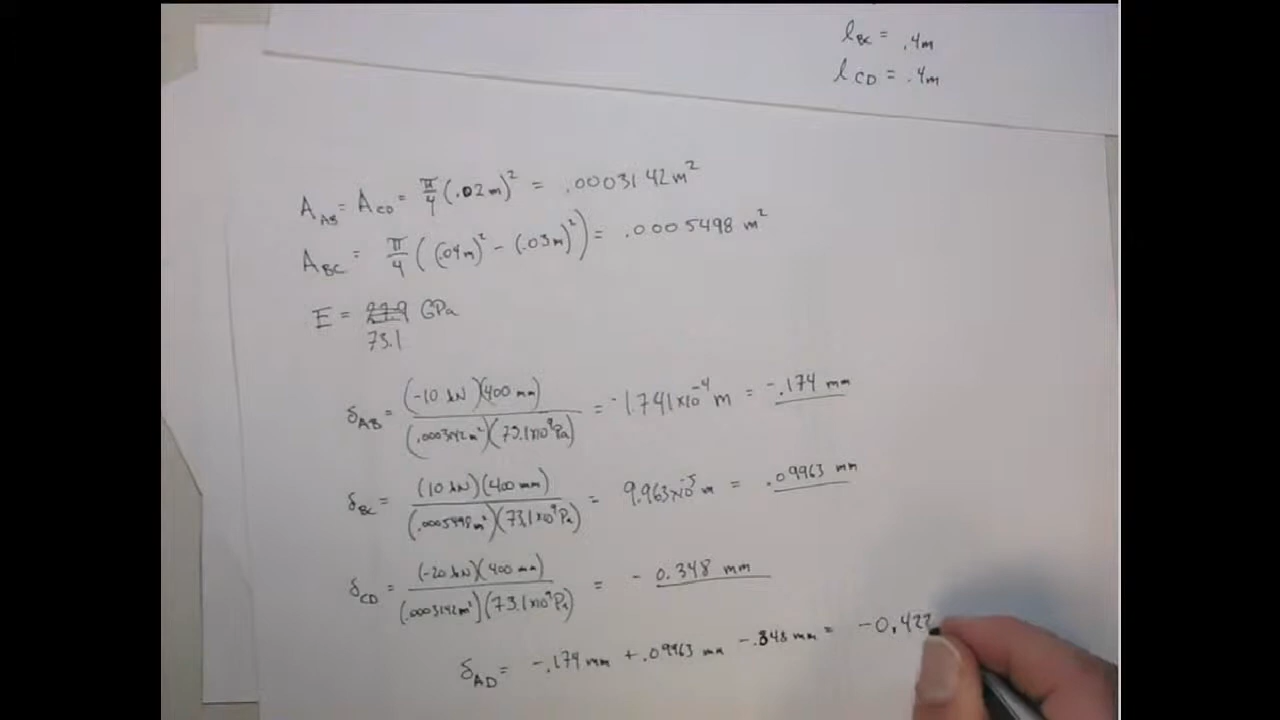 l_BC = .4m
l_CD = .4m
A_AB = A_CD = π/4 (.02m)² = .0003142m²
A_BC = π/4 ((.04m)² - (.03m)²) = .0005498 m²
E = GPa
73.1
δ_AB = (-10 kN)(400 mm) / (.0003142m²)(73.1x10⁹Pa) = -1.741x10⁻⁴ m = -.174 mm
δ_BC = (10 kN)(400 mm) / (.0005498m²)(73.1x10⁹Pa) = 9.963x10⁻⁵ m = .09963 mm
δ_CD = (-20 kN)(400 mm) / (.0003142m²)(73.1x10⁹Pa) = - 0.348 mm
δ_AD = -.174 mm + .09963 mm - .348 mm = -0.422